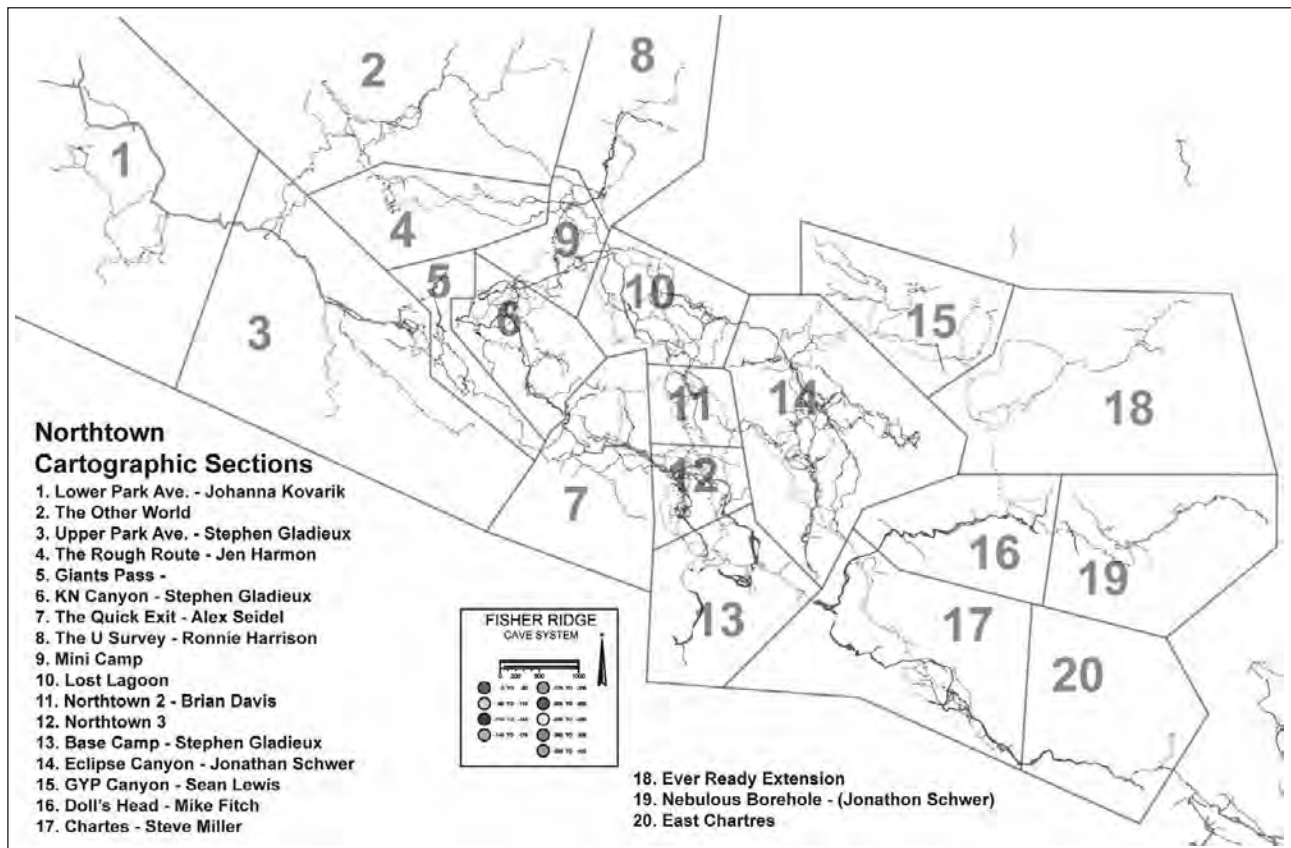 1
2
3
4
5
6
7
8
9
10
11
12
13
14
15
16
17
18
19
20
Northtown
Cartographic Sections
1. Lower Park Ave. - Johanna Kovarik
2. The Other World
3. Upper Park Ave. - Stephen Gladieux
4. The Rough Route - Jen Harmon
5. Giants Pass -
6. KN Canyon - Stephen Gladieux
7. The Quick Exit - Alex Seidel
8. The U Survey - Ronnie Harrison
9. Mini Camp
10. Lost Lagoon
11. Northtown 2 - Brian Davis
12. Northtown 3
13. Base Camp - Stephen Gladieux
14. Eclipse Canyon - Jonathan Schwer
15. GYP Canyon - Sean Lewis
16. Doll's Head - Mike Fitch
17. Chartes - Steve Miller
FISHER RIDGE
CAVE SYSTEM
18. Ever Ready Extension
19. Nebulous Borehole - (Jonathon Schwer)
20. East Chartres